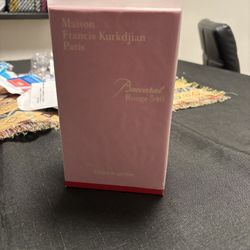 Maison
Francis Kurkdjian
Paris
Baccarat
Rouge 540